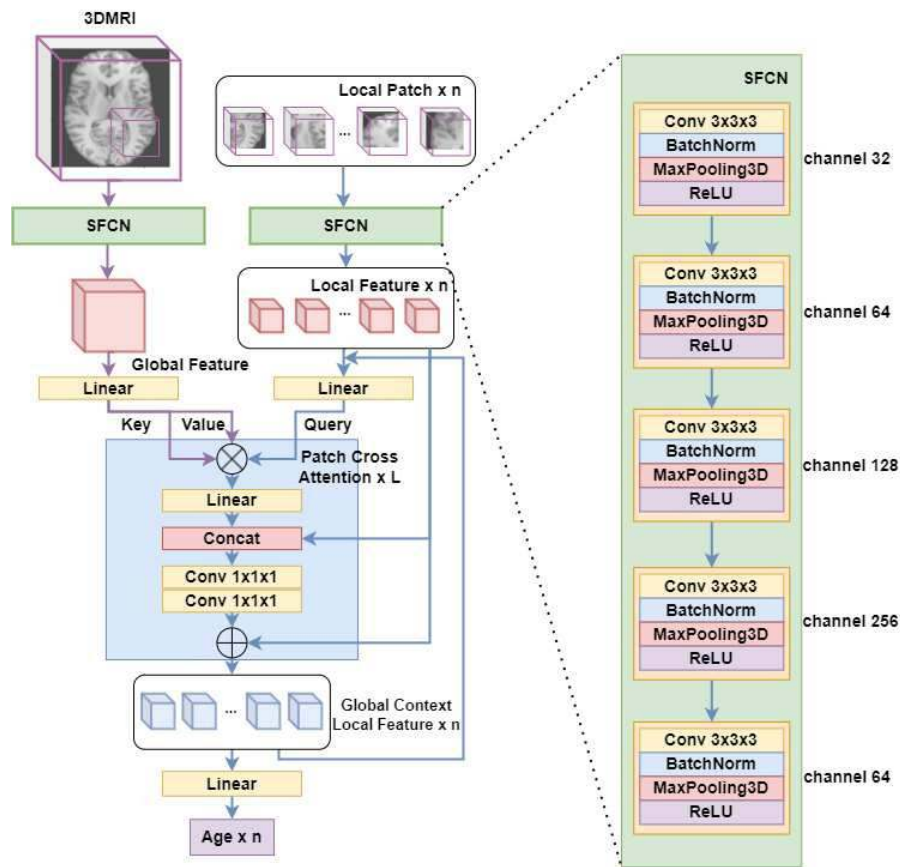 3DMRI
Local Patch x n
...
SFCN
SFCN
Local Feature x n
...
Global Feature
Linear
Linear
Key
Value
Query
Patch Cross
Attention x L
Linear
Concat
Conv 1x1x1
Conv 1x1x1
...
Global Context
Local Feature x n
Linear
Age x n
SFCN
Conv 3x3x3
BatchNorm
MaxPooling3D
ReLU
channel 32
Conv 3x3x3
BatchNorm
MaxPooling3D
ReLU
channel 64
Conv 3x3x3
BatchNorm
MaxPooling3D
ReLU
channel 128
Conv 3x3x3
BatchNorm
MaxPooling3D
ReLU
channel 256
Conv 3x3x3
BatchNorm
MaxPooling3D
ReLU
channel 64